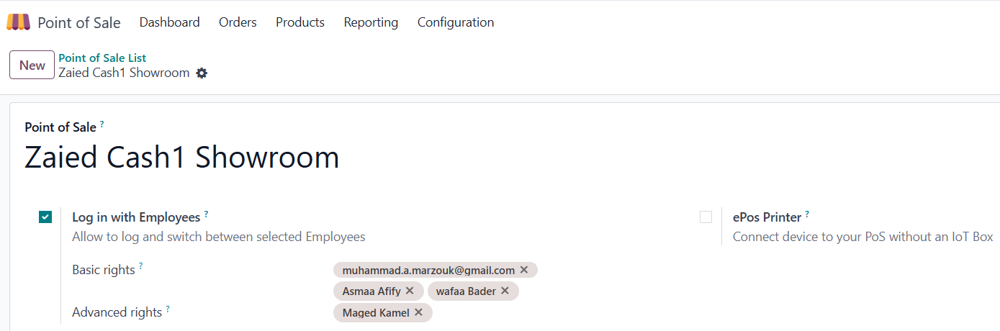 Point of Sale Dashboard Orders Products Reporting Configuration
New
Point of Sale List
Zaied Cash1 Showroom
Point of Sale ?
Zaied Cash1 Showroom
Log in with Employees ?
Allow to log and switch between selected Employees
Basic rights ?
muhammad.a.marzouk@gmail.com ✕
Asmaa Afify ✕ wafaa Bader ✕
Advanced rights ?
Maged Kamel ✕
ePos Printer ?
Connect device to your PoS without an IoT Box